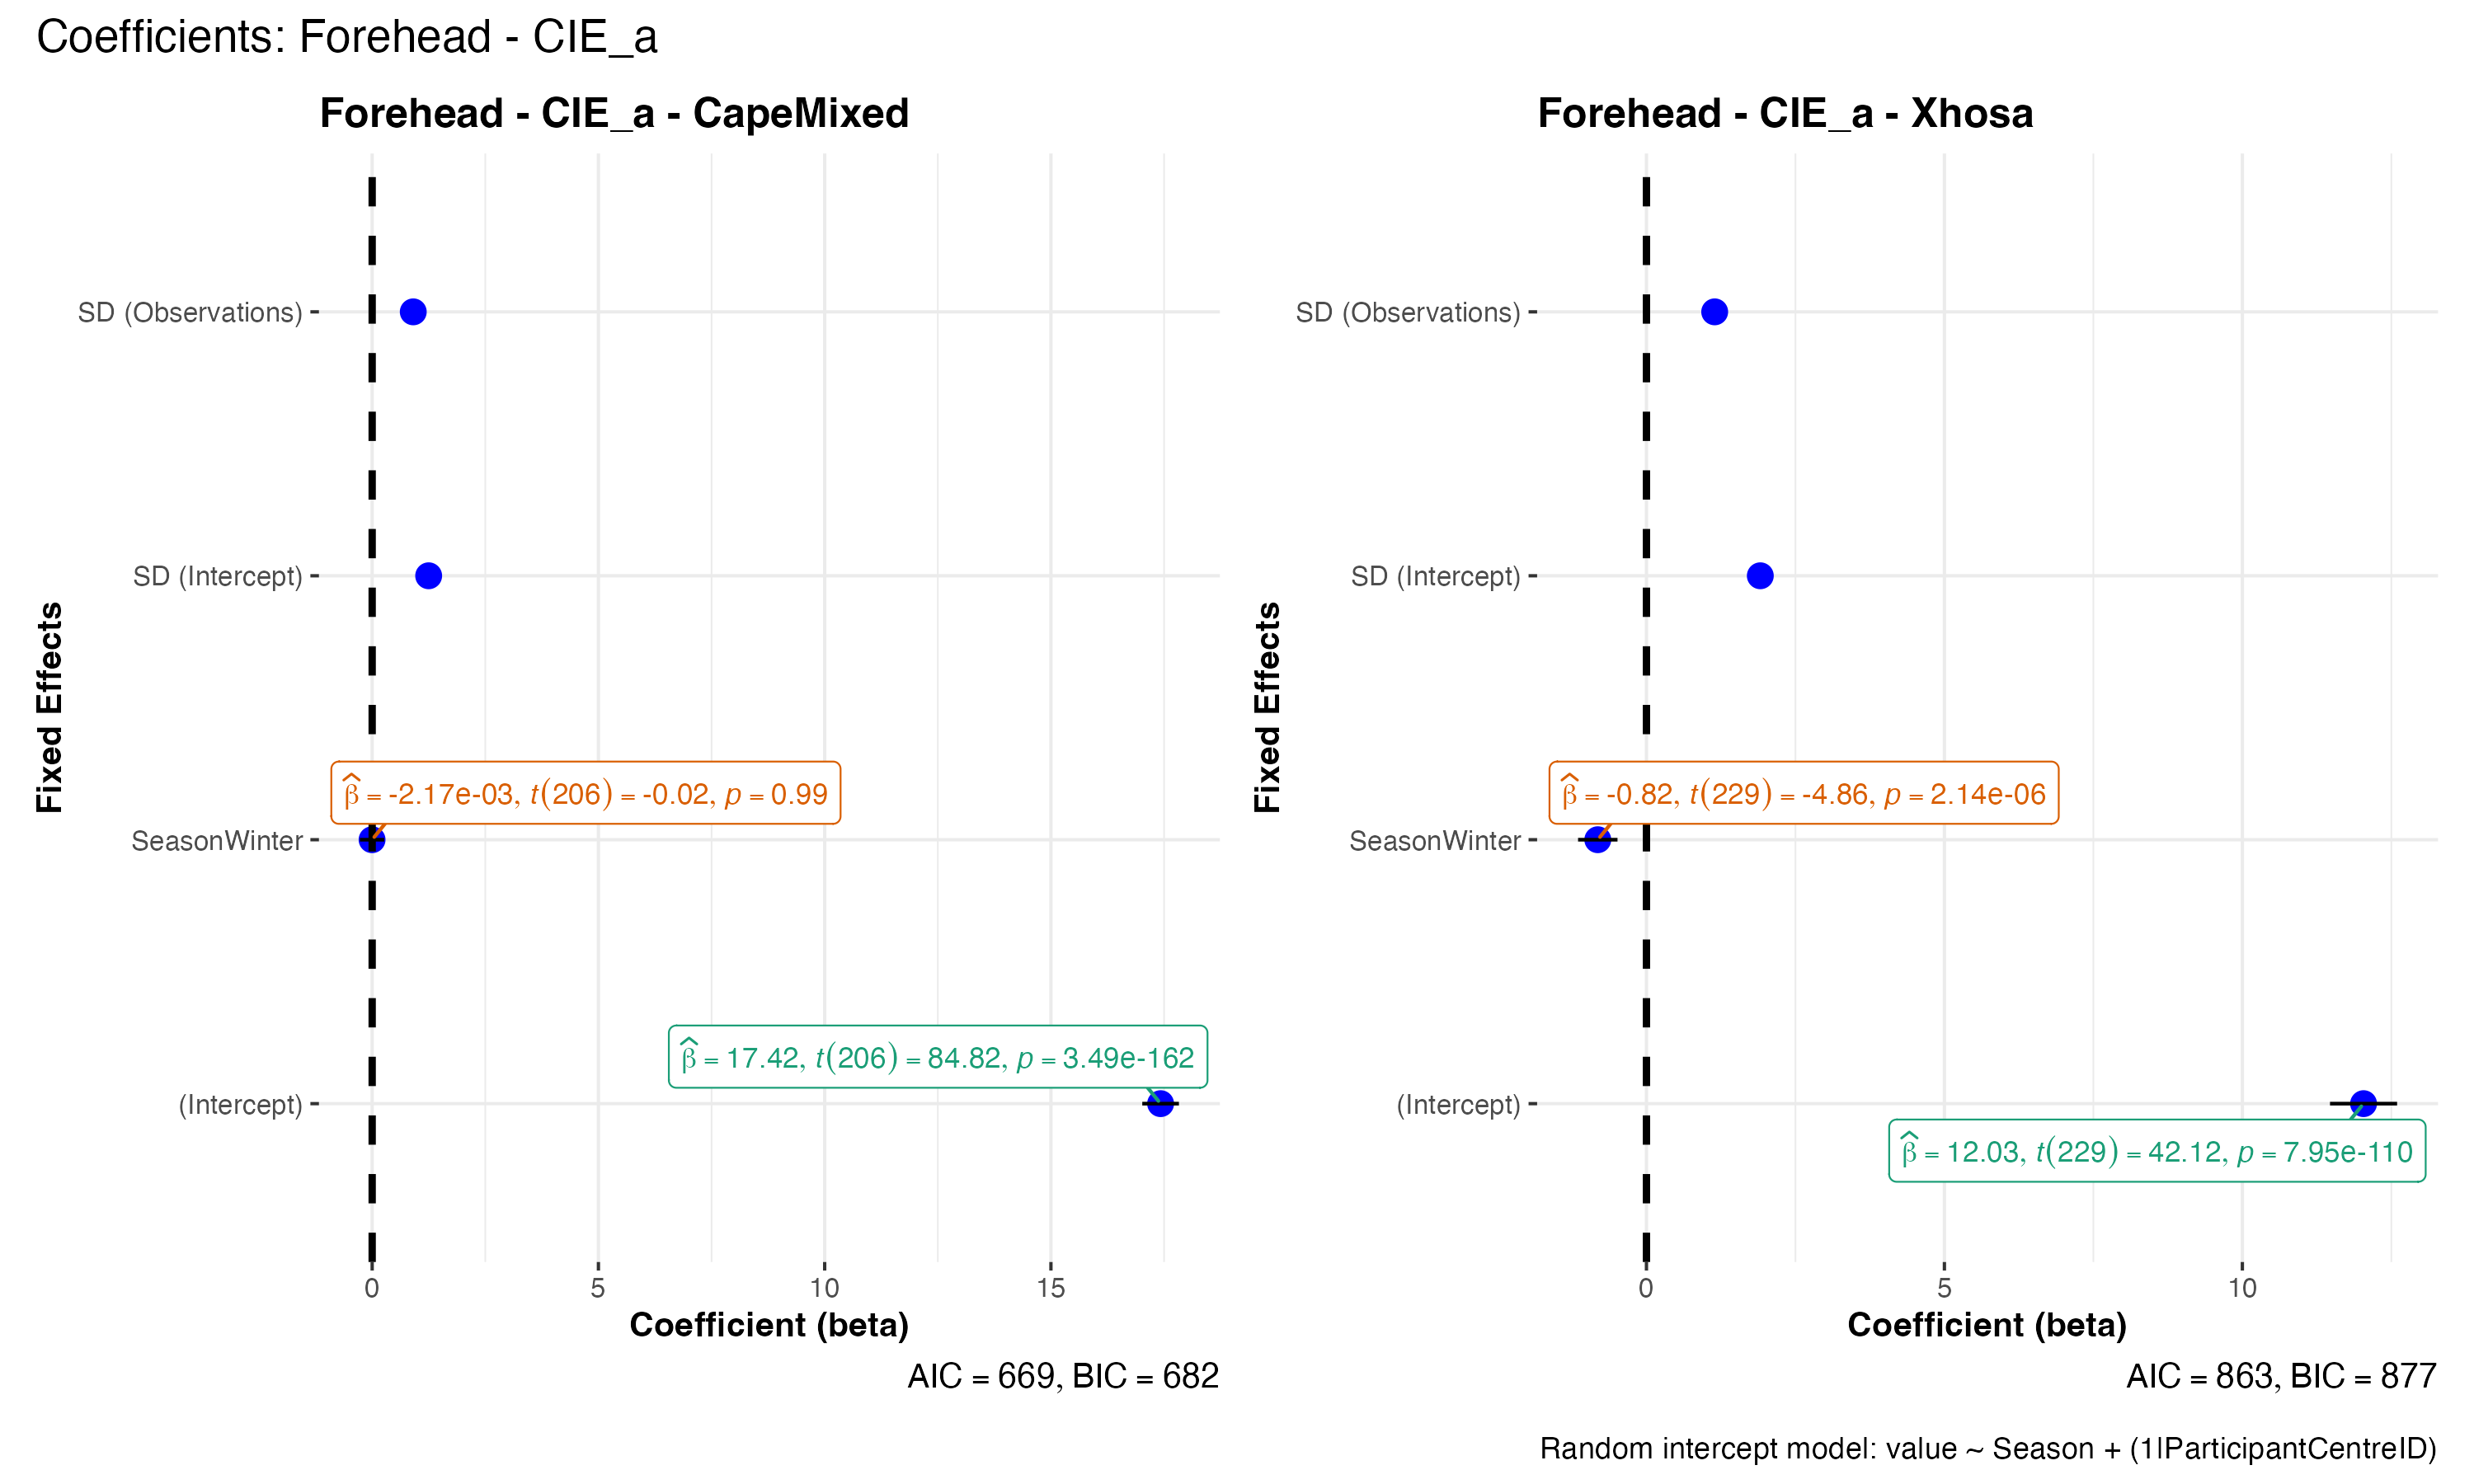 Coefficients: Forehead - CIE_a
Forehead - CIE_a - CapeMixed
SD (Observations)
SD (Intercept)
SeasonWinter
(Intercept)
Fixed Effects
β̂ = -2.17e-03, t(206) = -0.02, p = 0.99
β̂ = 17.42, t(206) = 84.82, p = 3.49e-162
0 5 10 15
Coefficient (beta)
AIC = 669, BIC = 682
Forehead - CIE_a - Xhosa
SD (Observations)
SD (Intercept)
SeasonWinter
(Intercept)
Fixed Effects
β̂ = -0.82, t(229) = -4.86, p = 2.14e-06
β̂ = 12.03, t(229) = 42.12, p = 7.95e-110
0 5 10
Coefficient (beta)
AIC = 863, BIC = 877
Random intercept model: value ~ Season + (1|ParticipantCentreID)